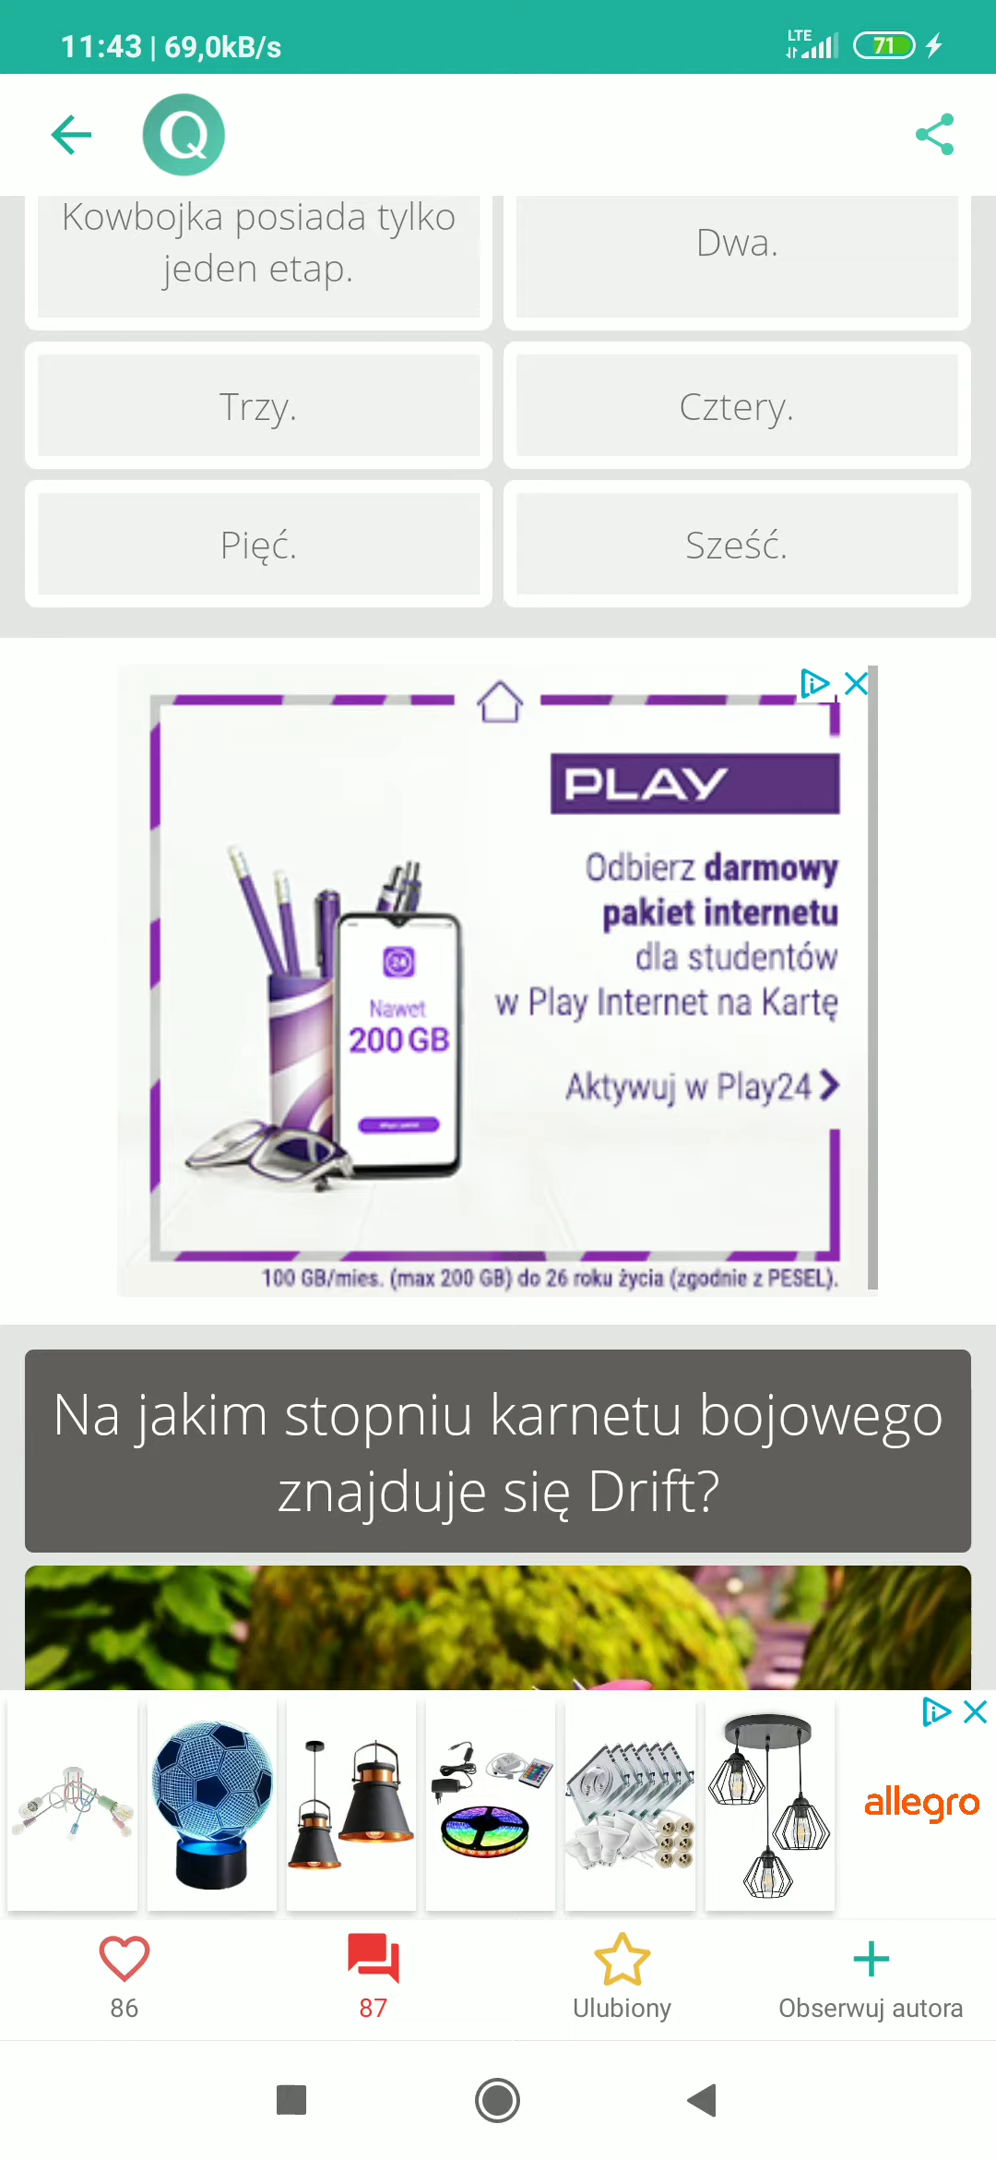 11:43 | 69,0kB/s
LTE
71
Q
Kowbojka posiada tylko
jeden etap.
Dwa.
Trzy.
Cztery.
Pięć.
Sześć.
PLAY
Odbierz darmowy
pakiet internetu
dla studentów
w Play Internet na Kartę
Aktywuj w Play24
24
Nawet
200 GB
100 GB/mies. (max 200 GB) do 26 roku życia (zgodnie z PESEL).
Na jakim stopniu karnetu bojowego
znajduje się Drift?
allegro
86
87
Ulubiony
Obserwuj autora